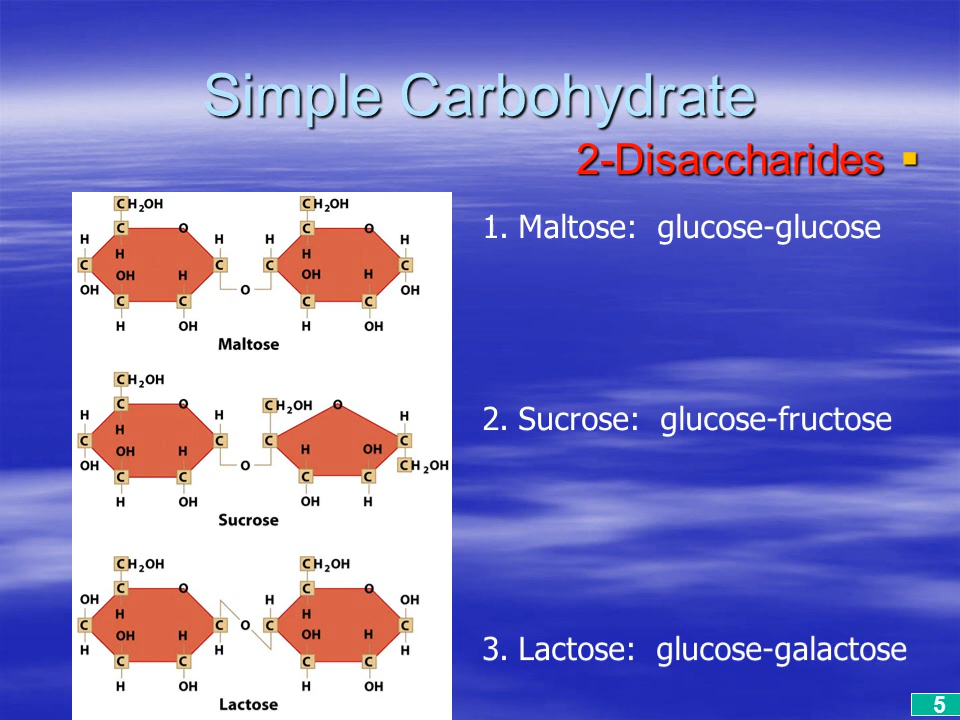 Simple Carbohydrate
2-Disaccharides ▪
1. Maltose: glucose-glucose
CH2OH CH2OH
C O C O
H H H H
H H
C C C C
OH H OH H
OH O OH
C C C C
H OH H OH
Maltose
2. Sucrose: glucose-fructose
CH2OH
C O CH2OH O
H H H
H
C C C C
OH H H OH
OH O CH2OH
C C C C
H OH OH H
Sucrose
3. Lactose: glucose-galactose
CH2OH CH2OH
C O C O
OH H OH
H H
C C O C C
OH H OH H
H H H
C C C C
H OH H OH
Lactose
5